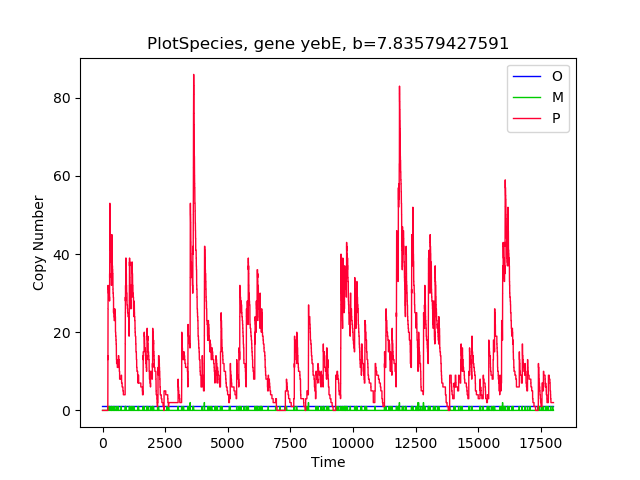 PlotSpecies, gene yebE, b=7.83579427591
O
M
P
80
60
40
20
0
Copy Number
0 2500 5000 7500 10000 12500 15000 17500
Time